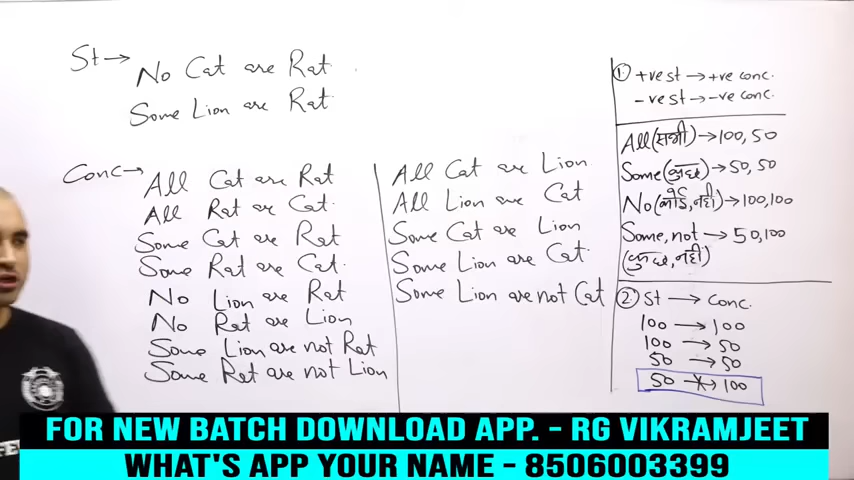 St→ No Cat are Rat
Some Lion are Rat
Conc→ All Cat are Rat
All Rat are Cat
Some Cat are Rat
Some Rat are Cat
No Lion are Rat
No Rat are Lion
Some Lion are not Rat
Some Rat are not Lion
All Cat are Lion
All Lion are Cat
Some Cat are Lion
Some Lion are Cat
Some Lion are not Cat
1. +ve st → +ve conc.
-ve st → -ve conc.
All (सभी) → 100, 50
Some (कुछ) → 50, 50
No (कोई, नहीं) → 100, 100
Some, not → 50, 100
(कुछ, नहीं)
2. St → Conc.
100 → 100
100 → 50
50 → 50
50 → 100
FOR NEW BATCH DOWNLOAD APP. - RG VIKRAMJEET
WHAT'S APP YOUR NAME - 8506003399